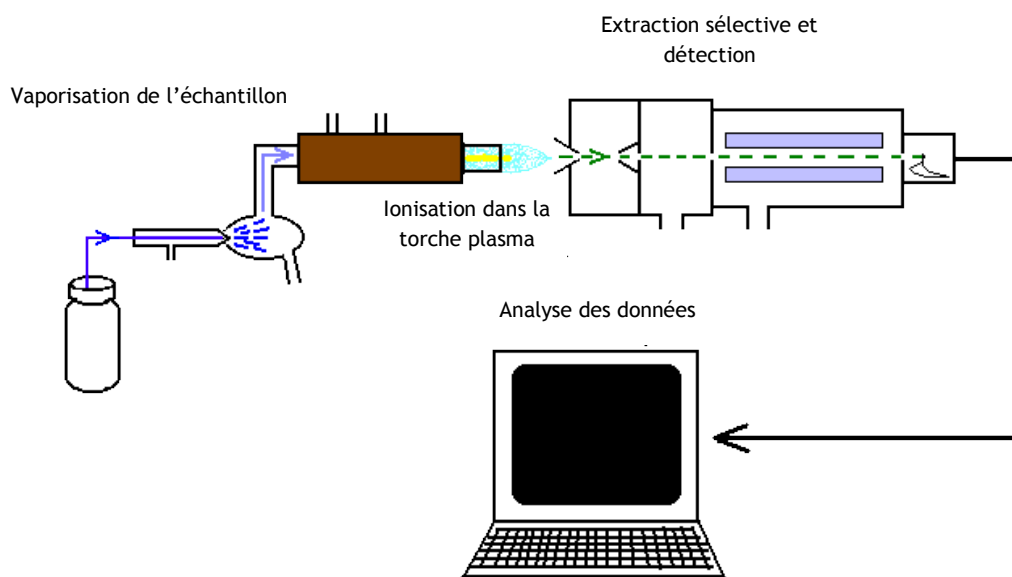 Extraction sélective et
détection
Vaporisation de l’échantillon
Ionisation dans la
torche plasma
Analyse des données